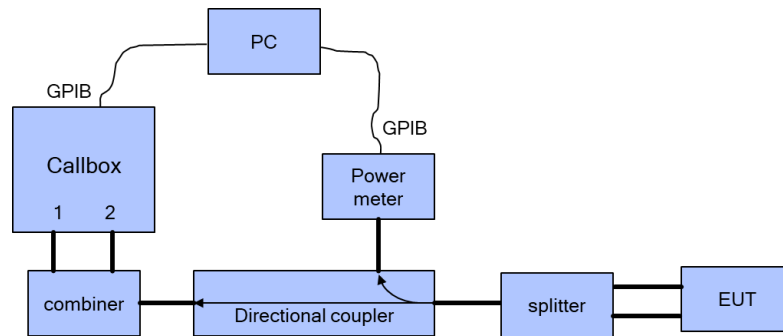 PC
GPIB
GPIB
Callbox
1 2
Power
meter
combiner
Directional coupler
splitter
EUT